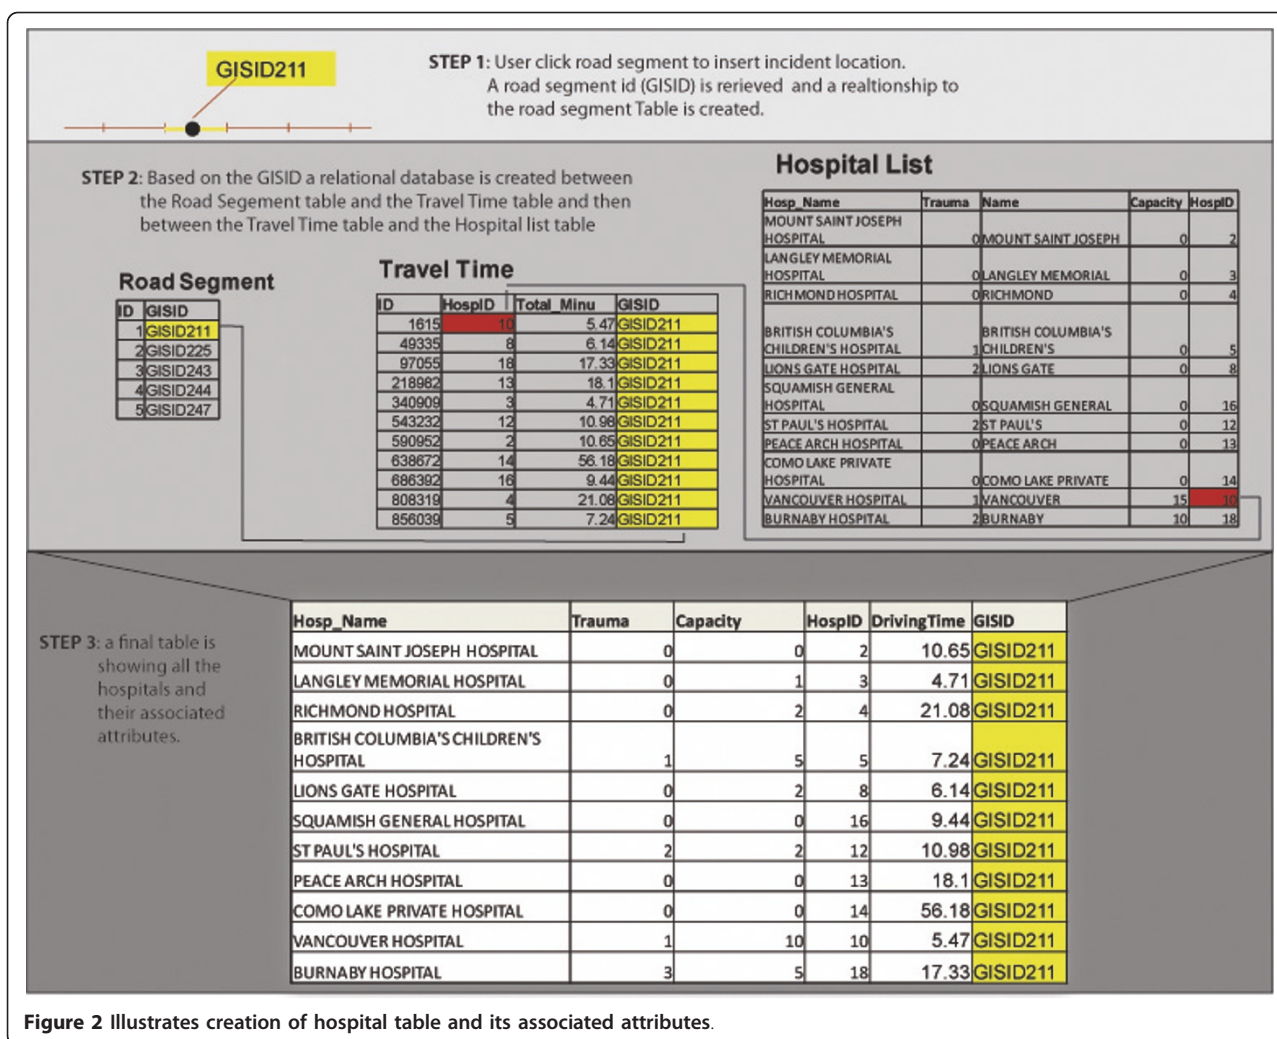 GISID211
STEP 1: User click road segment to insert incident location.
A road segment id (GISID) is rerieved and a realtionship to
the road segment Table is created.
STEP 2: Based on the GISID a relational database is created between
the Road Segement table and the Travel Time table and then
between the Travel Time table and the Hospital list table
Road Segment
ID GISID
1 GISID211
2 GISID225
3 GISID243
4 GISID244
5 GISID247
Travel Time
ID HospID Total_Minu GISID
1615 10 5.47 GISID211
49335 8 6.14 GISID211
97055 18 17.33 GISID211
218982 13 18.1 GISID211
340909 3 4.71 GISID211
543232 12 10.98 GISID211
590952 2 10.65 GISID211
638672 14 56.18 GISID211
686392 16 9.44 GISID211
808319 4 21.08 GISID211
856039 5 7.24 GISID211
Hospital List
Hosp_Name Trauma Name Capacity HospID
MOUNT SAINT JOSEPH
HOSPITAL 0 MOUNT SAINT JOSEPH 0 2
LANGLEY MEMORIAL
HOSPITAL 0 LANGLEY MEMORIAL 0 3
RICHMOND HOSPITAL 0 RICHMOND 0 4
BRITISH COLUMBIA'S BRITISH COLUMBIA'S
CHILDREN'S HOSPITAL 1 CHILDREN'S 0 5
LIONS GATE HOSPITAL 2 LIONS GATE 0 8
SQUAMISH GENERAL
HOSPITAL 0 SQUAMISH GENERAL 0 16
ST PAUL'S HOSPITAL 2 ST PAUL'S 0 12
PEACE ARCH HOSPITAL 0 PEACE ARCH 0 13
COMO LAKE PRIVATE
HOSPITAL 0 COMO LAKE PRIVATE 0 14
VANCOUVER HOSPITAL 1 VANCOUVER 15 10
BURNABY HOSPITAL 2 BURNABY 10 18
STEP 3: a final table is
showing all the
hospitals and
their associated
attributes.
Hosp_Name Trauma Capacity HospID DrivingTime GISID
MOUNT SAINT JOSEPH HOSPITAL 0 0 2 10.65 GISID211
LANGLEY MEMORIAL HOSPITAL 0 1 3 4.71 GISID211
RICHMOND HOSPITAL 0 2 4 21.08 GISID211
BRITISH COLUMBIA'S CHILDREN'S
HOSPITAL 1 5 5 7.24 GISID211
LIONS GATE HOSPITAL 0 2 8 6.14 GISID211
SQUAMISH GENERAL HOSPITAL 0 0 16 9.44 GISID211
ST PAUL'S HOSPITAL 2 2 12 10.98 GISID211
PEACE ARCH HOSPITAL 0 0 13 18.1 GISID211
COMO LAKE PRIVATE HOSPITAL 0 0 14 56.18 GISID211
VANCOUVER HOSPITAL 1 10 10 5.47 GISID211
BURNABY HOSPITAL 3 5 18 17.33 GISID211
Figure 2 Illustrates creation of hospital table and its associated attributes.